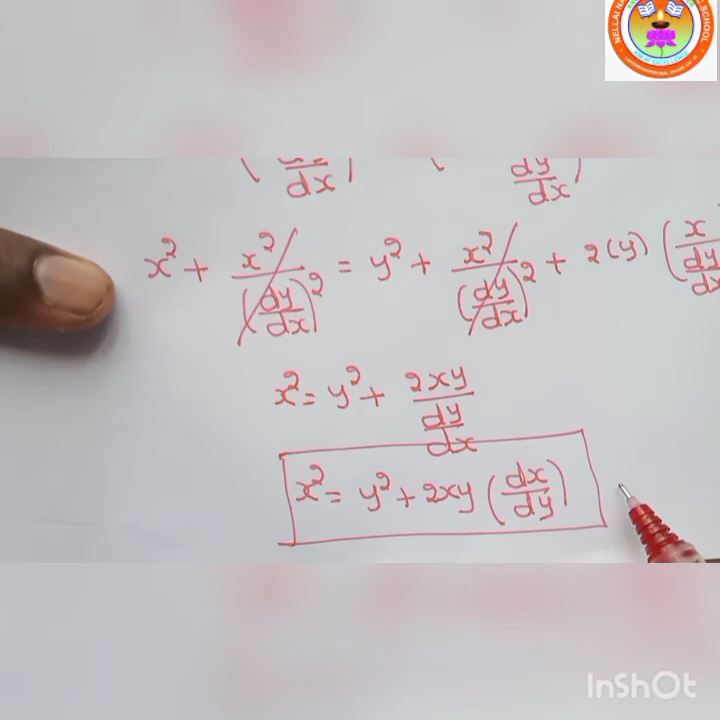 SCHOOL
( dx ) ( dy/dx )
x² + x²/(dy/dx)² = y² + x²/(dy/dx)² + 2(y) (x/(dy/dx)
x² = y² + 2xy/(dy/dx)
x² = y² + 2xy (dx/dy)
InShOt